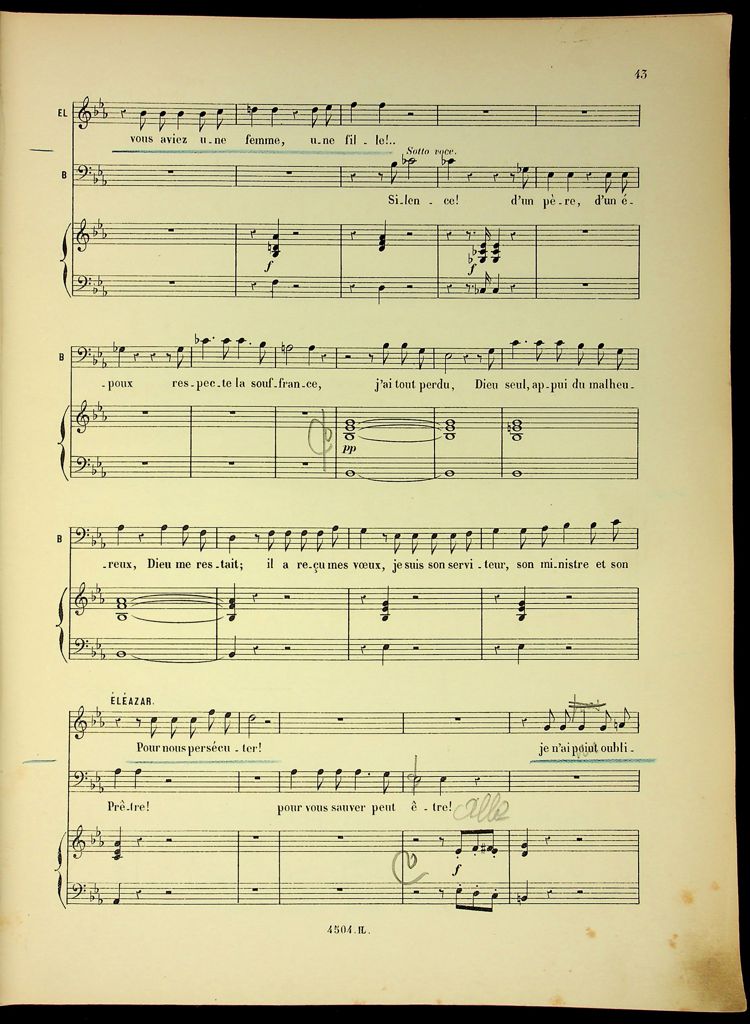 43
EL
vous aviez u_ne femme, u_ne fil_le!..
Sotto voce.
B
Si_len_ce! d'un pè_re, d'un é_
f f
B
_poux res_pec_te la souf_fran_ce, j'ai tout perdu, Dieu seul, ap_pui du malheu_
pp
B
_reux, Dieu me res_tait; il a re_çu mes vœux, je suis son servi_teur, son mi_nistre et son
ÉLÉAZAR.
Pour nous persécu_ter! je n'ai point oubli_
B
Prê_tre! pour vous sauver peut ê_tre! allo
f
4504. H.